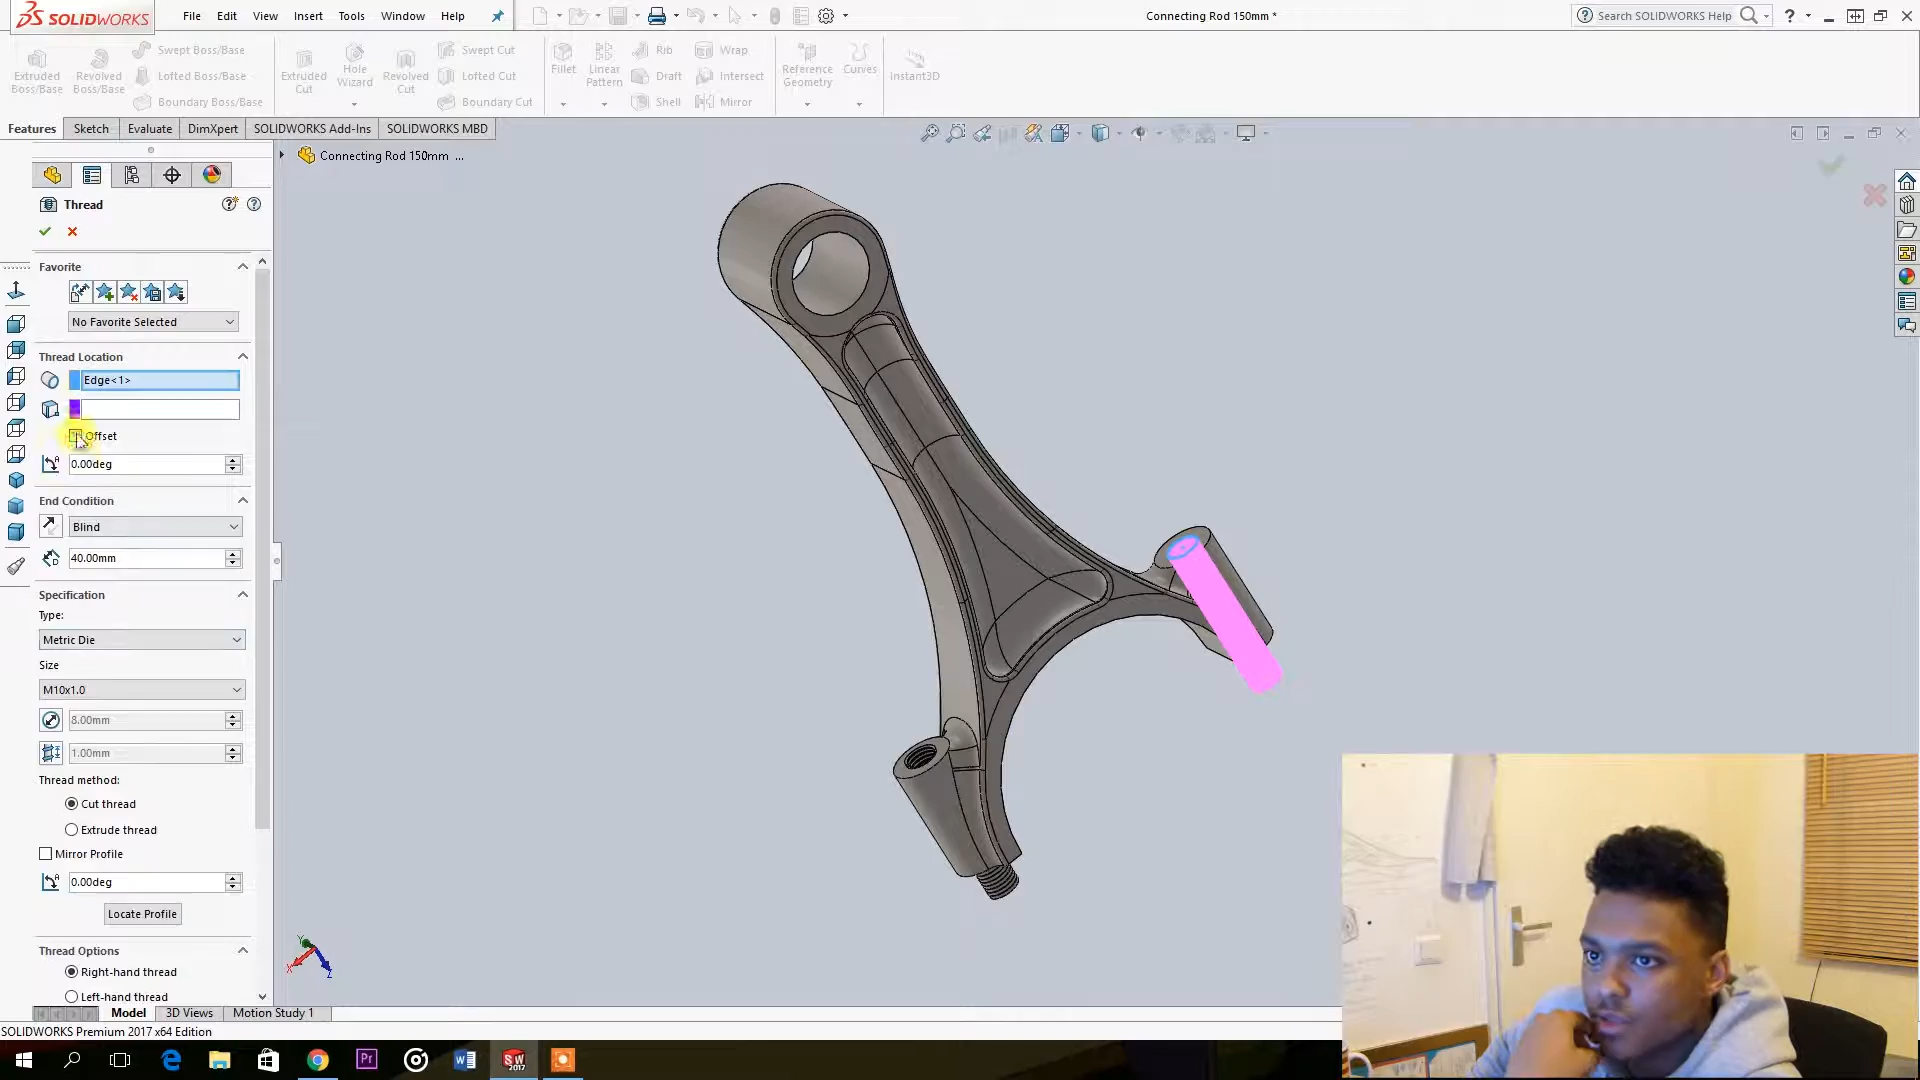 SOLIDWORKS File Edit View Insert Tools Window Help Connecting Rod 150mm * Search SOLIDWORKS Help ?
Extruded Boss/Base
Revolved Boss/Base
Swept Boss/Base
Lofted Boss/Base
Boundary Boss/Base
Extruded Cut
Hole Wizard
Revolved Cut
Swept Cut
Lofted Cut
Boundary Cut
Fillet
Linear Pattern
Rib
Draft
Shell
Wrap
Intersect
Mirror
Reference Geometry
Curves
Instant3D
Features Sketch Evaluate DimXpert SOLIDWORKS Add-Ins SOLIDWORKS MBD
Connecting Rod 150mm ...
Thread
Favorite
No Favorite Selected
Thread Location
Edge<1>
Offset
0.00deg
End Condition
Blind
40.00mm
Specification
Type:
Metric Die
Size
M10x1.0
8.00mm
1.00mm
Thread method:
Cut thread
Extrude thread
Mirror Profile
0.00deg
Locate Profile
Thread Options
Right-hand thread
Left-hand thread
X
Y
Z
Model 3D Views Motion Study 1
SOLIDWORKS Premium 2017 x64 Edition
Pr
W
SW
2017